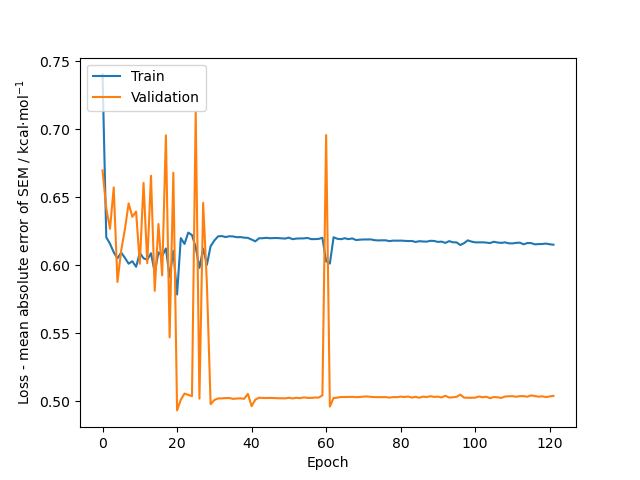 Train
Validation
0.75
0.70
0.65
0.60
0.55
0.50
Loss - mean absolute error of SEM / kcal·mol⁻¹
0 20 40 60 80 100 120
Epoch